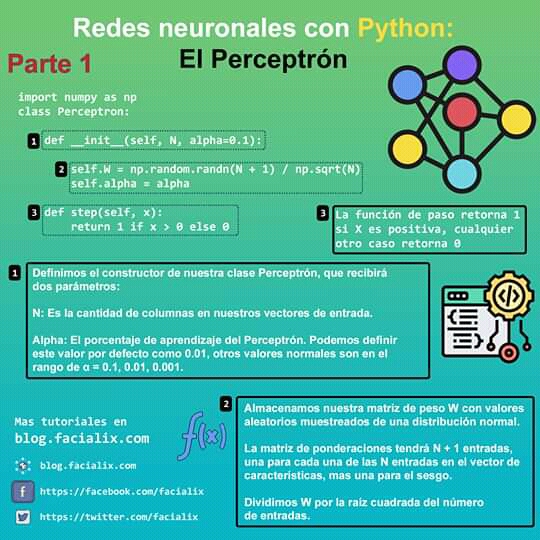 Redes neuronales con Python:
Parte 1
El Perceptrón
import numpy as np
class Perceptron:
1 def __init__(self, N, alpha=0.1):
2 self.W = np.random.randn(N + 1) / np.sqrt(N)
self.alpha = alpha
3 def step(self, x):
return 1 if x > 0 else 0
3 La función de paso retorna 1
si X es positiva, cualquier
otro caso retorna 0
1 Definimos el constructor de nuestra clase Perceptrón, que recibirá
dos parámetros:
N: Es la cantidad de columnas en nuestros vectores de entrada.
Alpha: El porcentaje de aprendizaje del Perceptrón. Podemos definir
este valor por defecto como 0.01, otros valores normales son en el
rango de α = 0.1, 0.01, 0.001.
</>
{ }
f(x)
2 Almacenamos nuestra matriz de peso W con valores
aleatorios muestreados de una distribución normal.
La matriz de ponderaciones tendrá N + 1 entradas,
una para cada una de las N entradas en el vector de
características, mas una para el sesgo.
Dividimos W por la raíz cuadrada del número
de entradas.
Mas tutoriales en
blog.facialix.com
blog.facialix.com
f https://facebook.com/facialix
https://twitter.com/facialix